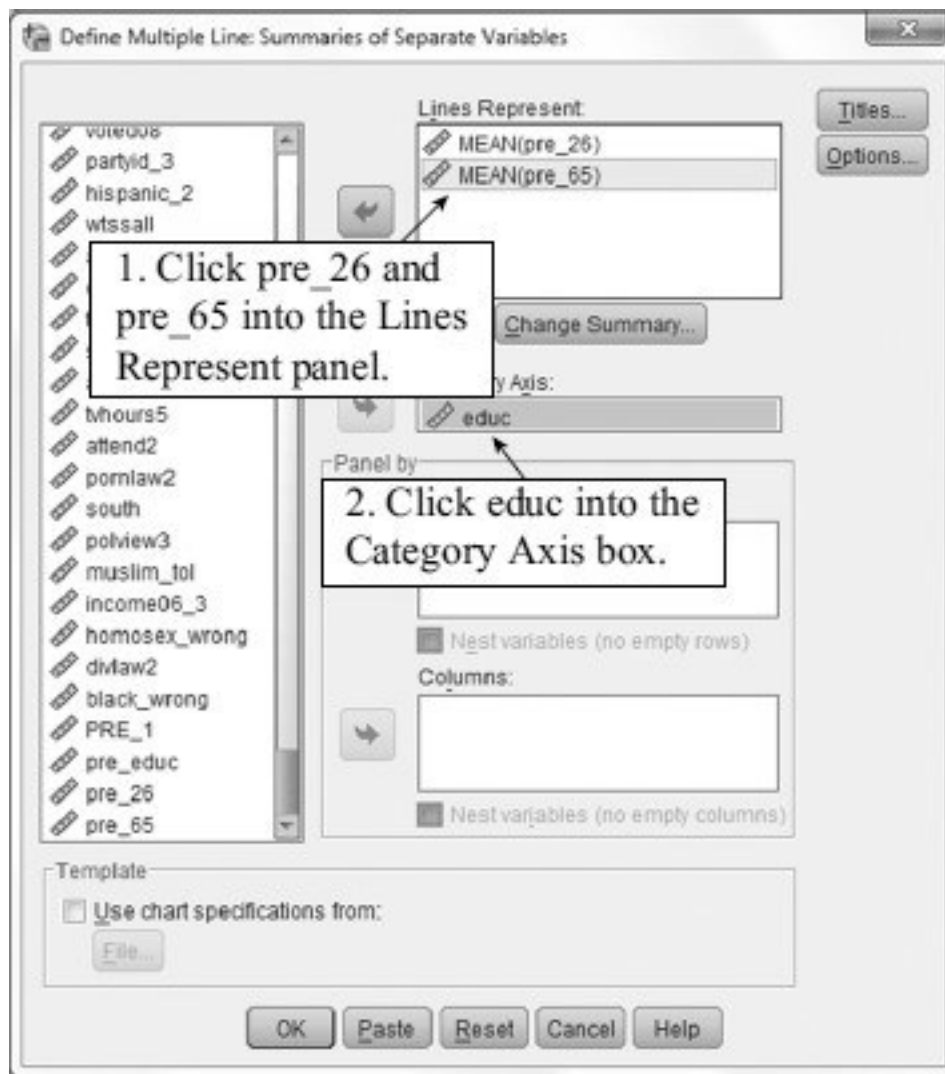 Define Multiple Line: Summaries of Separate Variables
Lines Represent:
Titles...
Options...
voted08
partyid_3
hispanic_2
wtssall
MEAN(pre_26)
MEAN(pre_65)
1. Click pre_26 and
pre_65 into the Lines
Represent panel.
Change Summary...
y Axis:
educ
tvhours5
attend2
pornlaw2
south
polview3
muslim_tol
income06_3
homosex_wrong
divlaw2
black_wrong
PRE_1
pre_educ
pre_26
pre_65
Panel by
2. Click educ into the
Category Axis box.
Nest variables (no empty rows)
Columns:
Nest variables (no empty columns)
Template
Use chart specifications from:
File...
OK
Paste
Reset
Cancel
Help